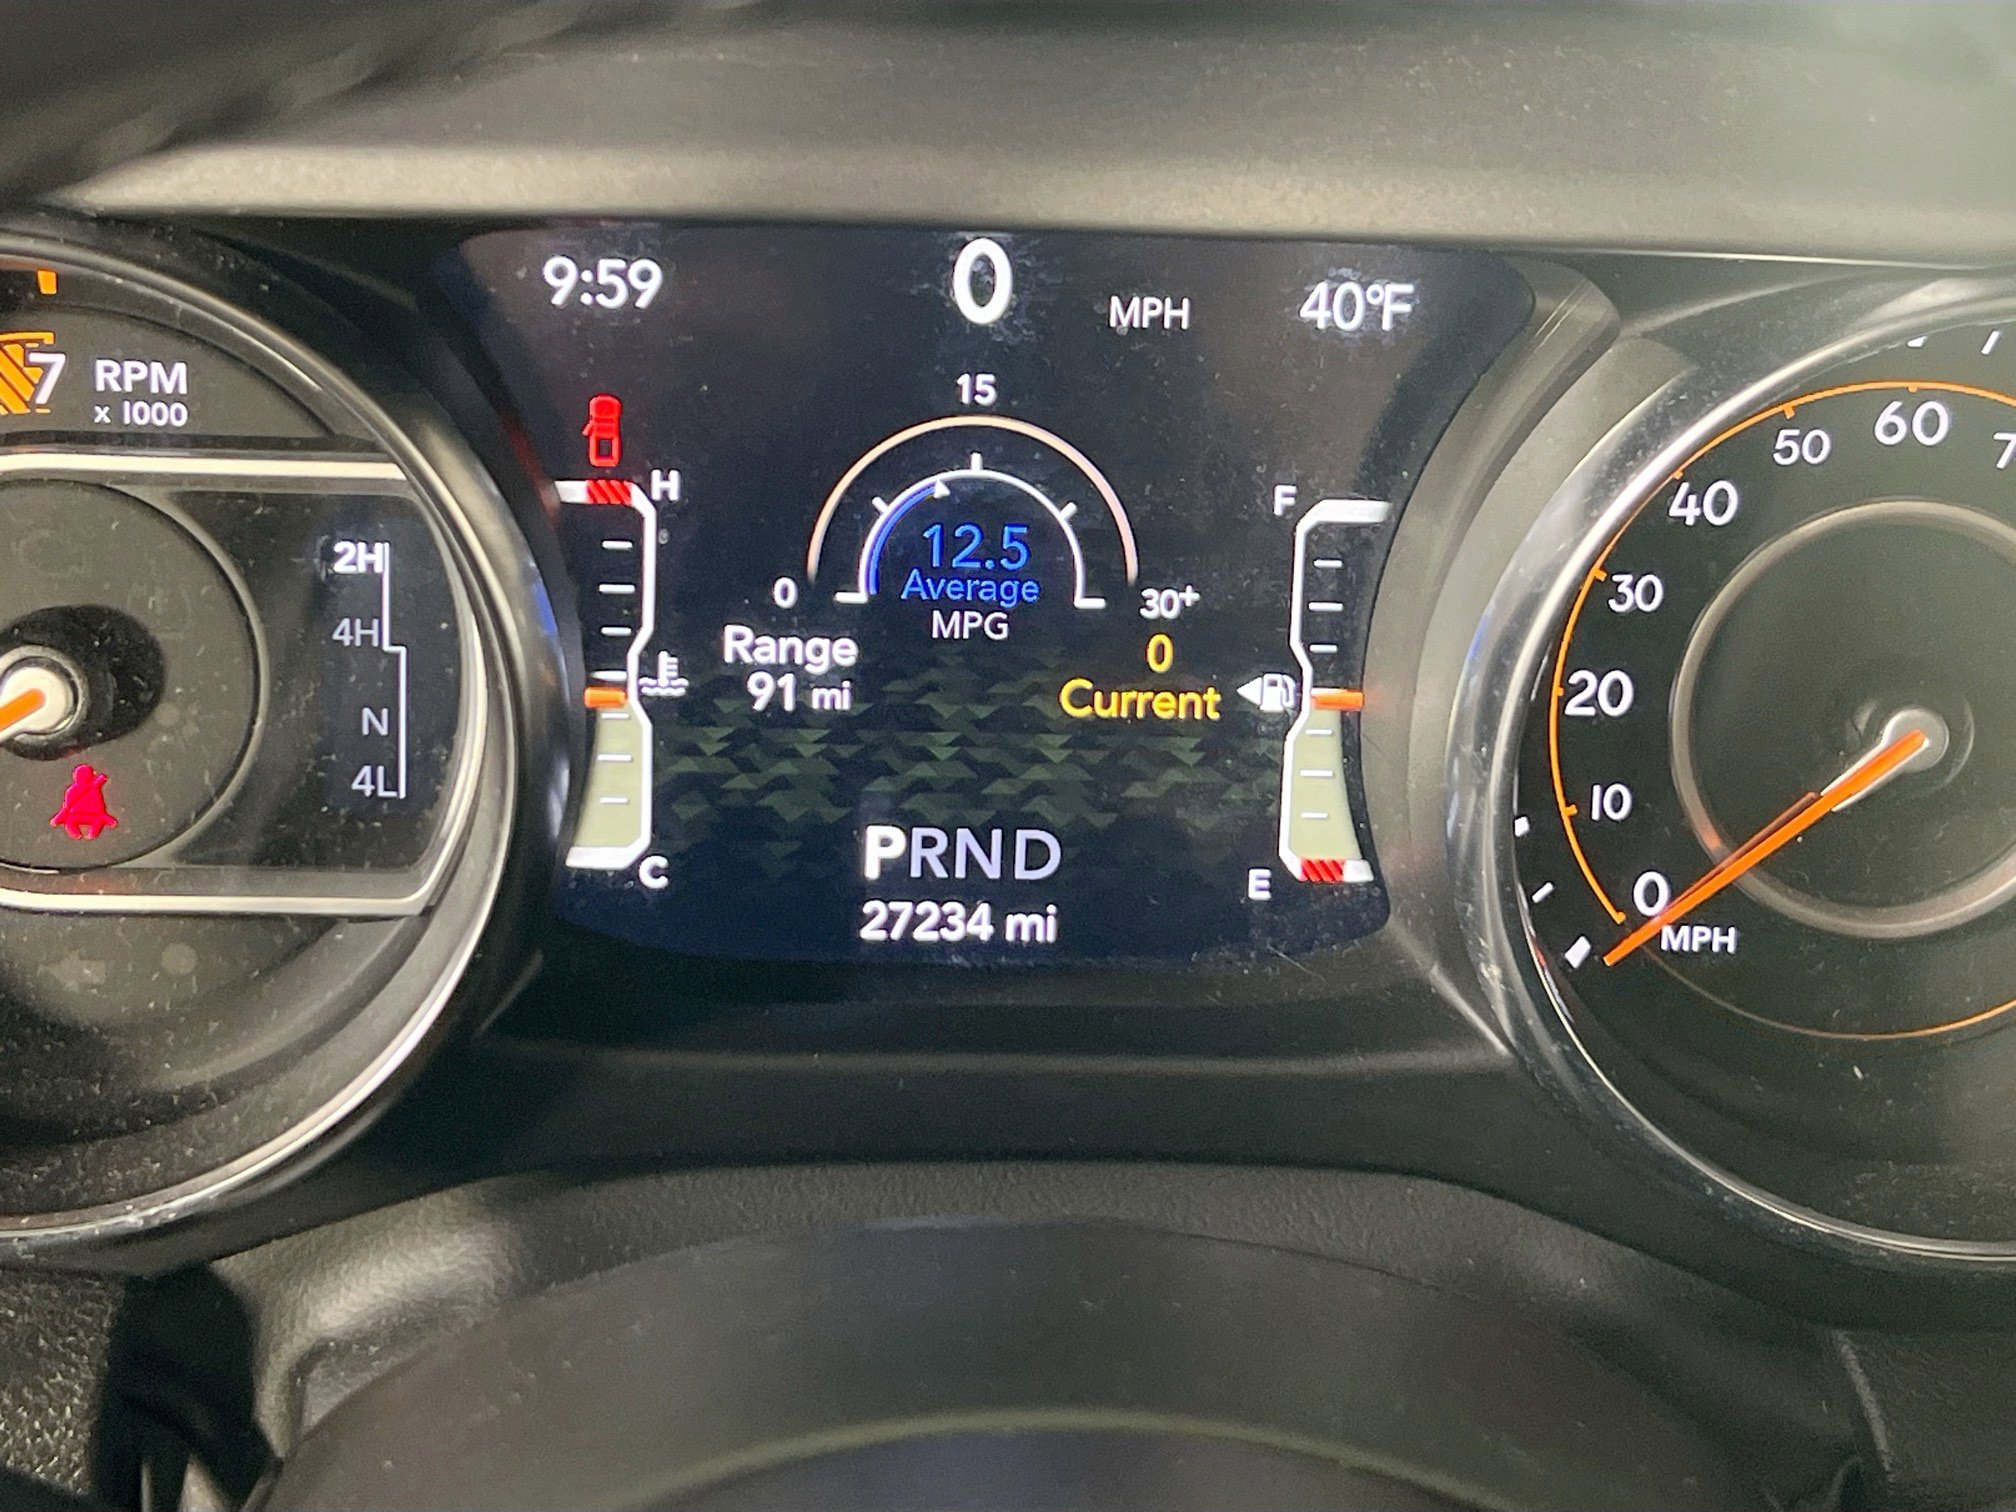 9:59
0 MPH
40°F
7 RPM
x 1000
2H
4H
N
4L
H
C
15
0
30+
12.5
Average
MPG
Range
91 mi
0
Current
F
E
PRND
27234 mi
60
50
40
30
20
10
0
MPH